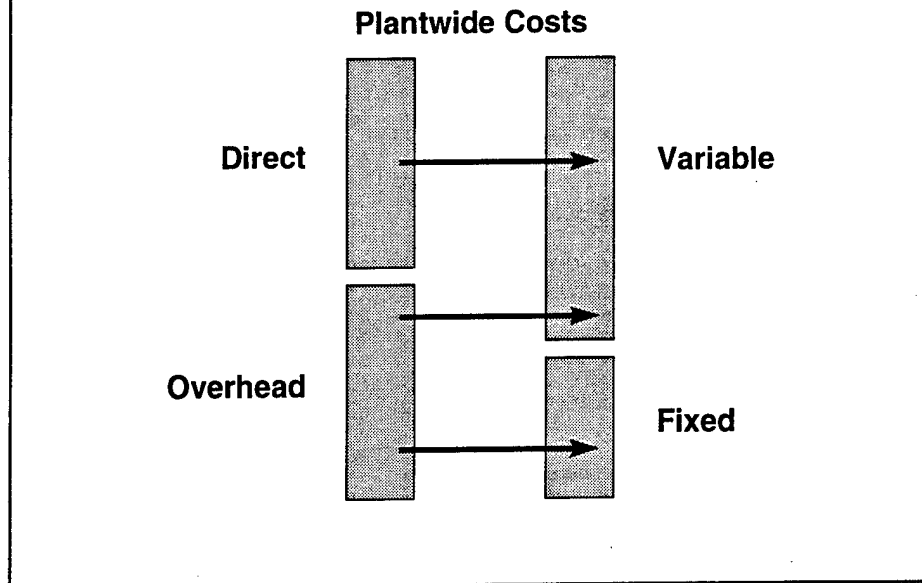 Plantwide Costs
Direct
Variable
Overhead
Fixed